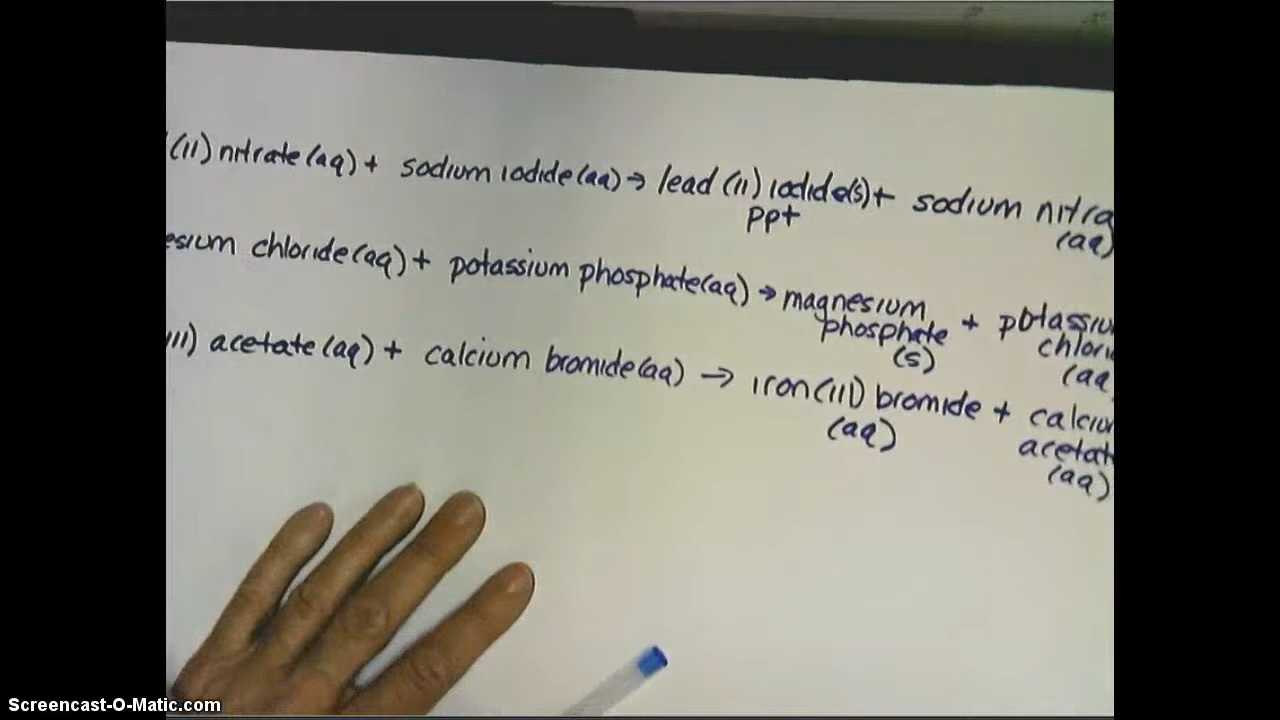 (II) nitrate (aq) + sodium iodide (aq) → lead (II) iodide(s) + sodium nitra
ppt
(aq)
esium chloride (aq) + potassium phosphate (aq) → magnesium + potassiu
phosphate
chlori
(s)
(aq
III) acetate (aq) + calcium bromide (aq) → iron (III) bromide + calciu
(aq)
acetat
(aq)
Screencast-O-Matic.com